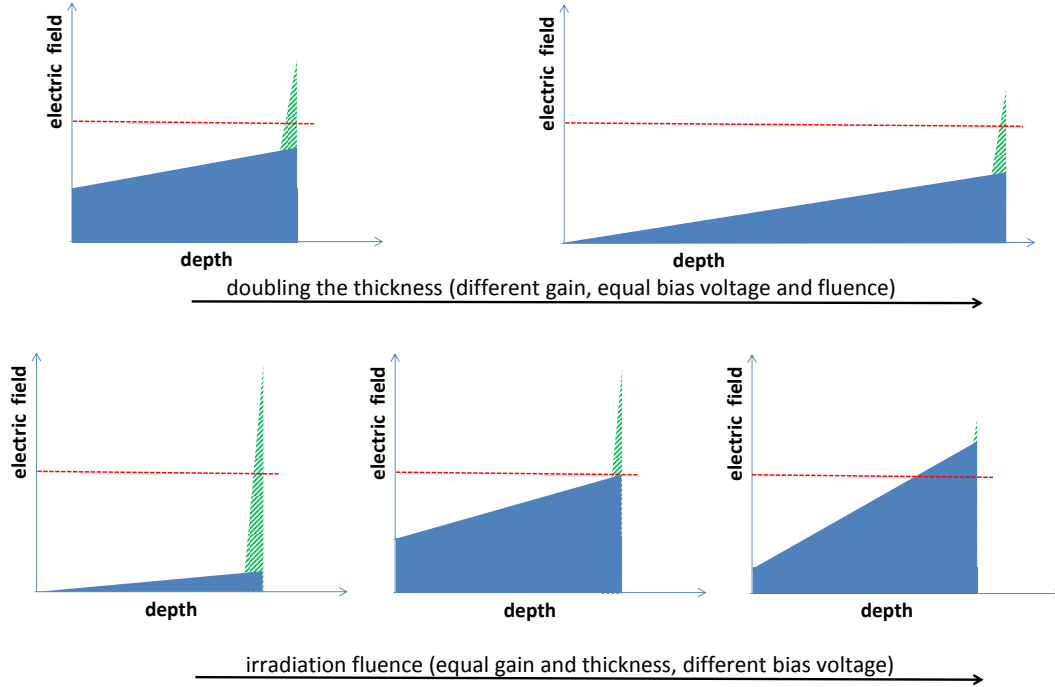 electric field
electric field
depth
depth
doubling the thickness (different gain, equal bias voltage and fluence)
electric field
electric field
electric field
depth
depth
depth
irradiation fluence (equal gain and thickness, different bias voltage)